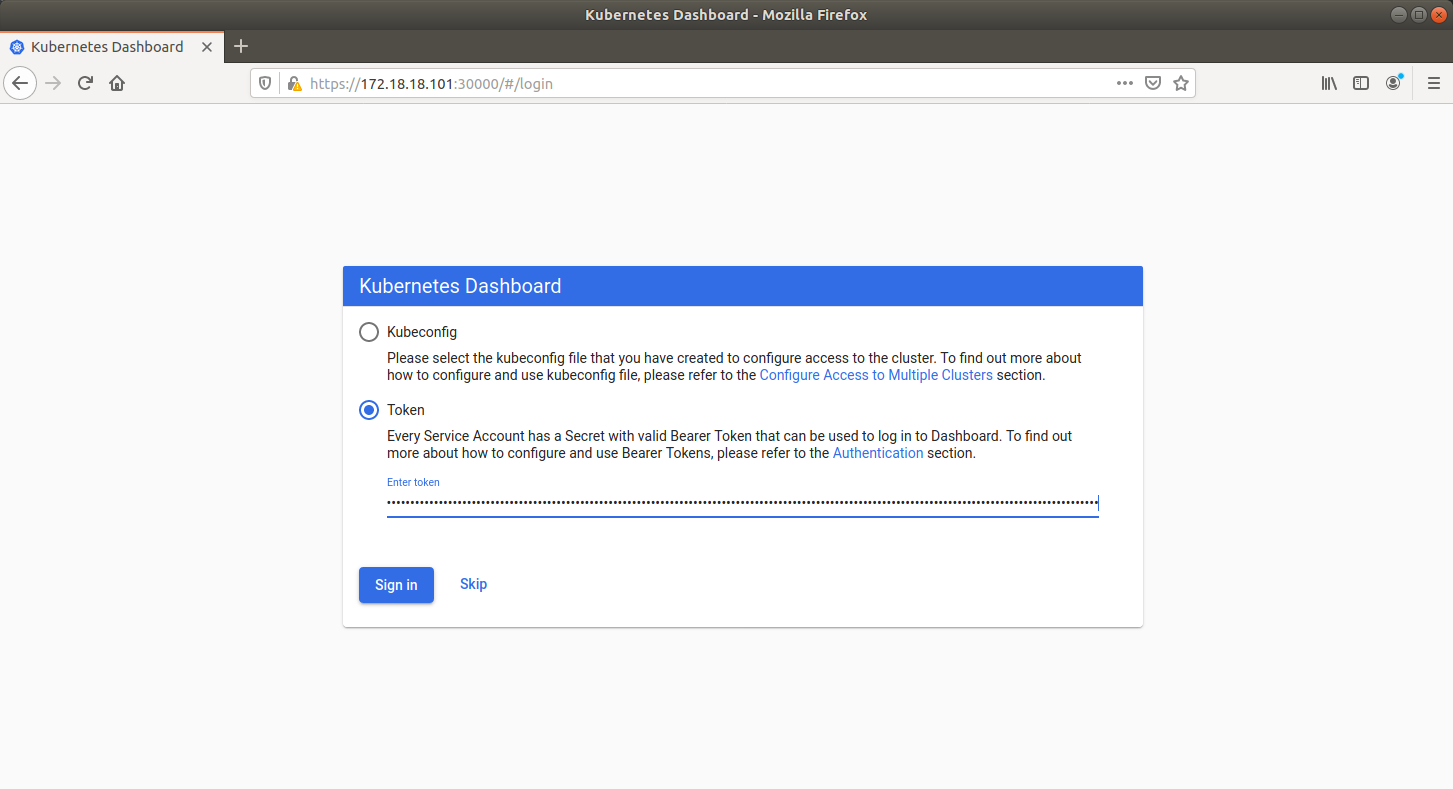 Kubernetes Dashboard - Mozilla Firefox
Kubernetes Dashboard
https://172.18.18.101:30000/#/login
Kubernetes Dashboard
Kubeconfig
Please select the kubeconfig file that you have created to configure access to the cluster. To find out more about
how to configure and use kubeconfig file, please refer to the Configure Access to Multiple Clusters section.
Token
Every Service Account has a Secret with valid Bearer Token that can be used to log in to Dashboard. To find out
more about how to configure and use Bearer Tokens, please refer to the Authentication section.
Enter token
Sign in Skip